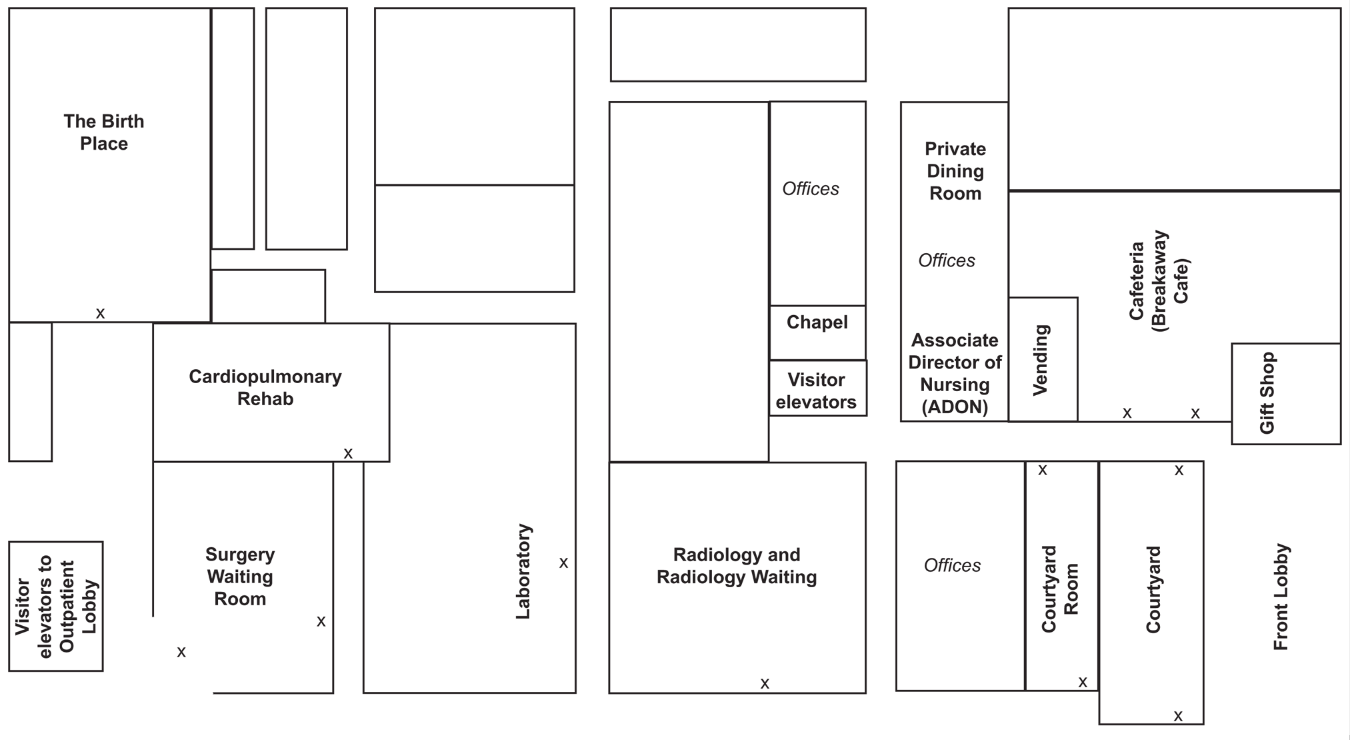 The Birth
Place
x
Cardiopulmonary
Rehab
x
Visitor
elevators to
Outpatient
Lobby
Surgery
Waiting
Room
x
x
Laboratory
x
Offices
Chapel
Visitor
elevators
Radiology and
Radiology Waiting
x
Private
Dining
Room
Offices
Associate
Director of
Nursing
(ADON)
Vending
Cafeteria
(Breakaway
Cafe)
x
x
Gift Shop
Offices
x
Courtyard
Room
x
x
Courtyard
x
Front Lobby